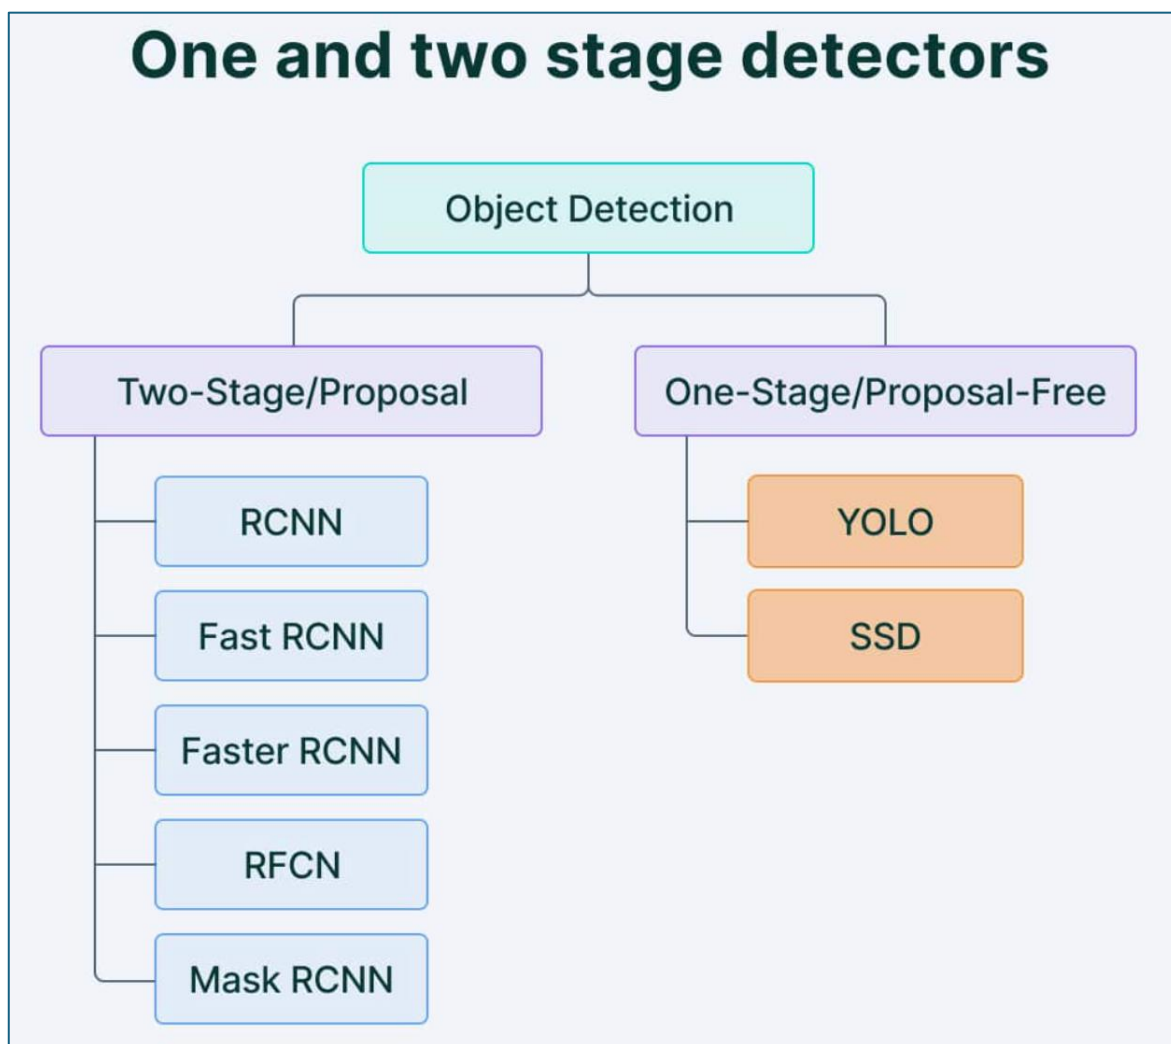 One and two stage detectors
Object Detection
Two-Stage/Proposal
RCNN
Fast RCNN
Faster RCNN
RFCN
Mask RCNN
One-Stage/Proposal-Free
YOLO
SSD